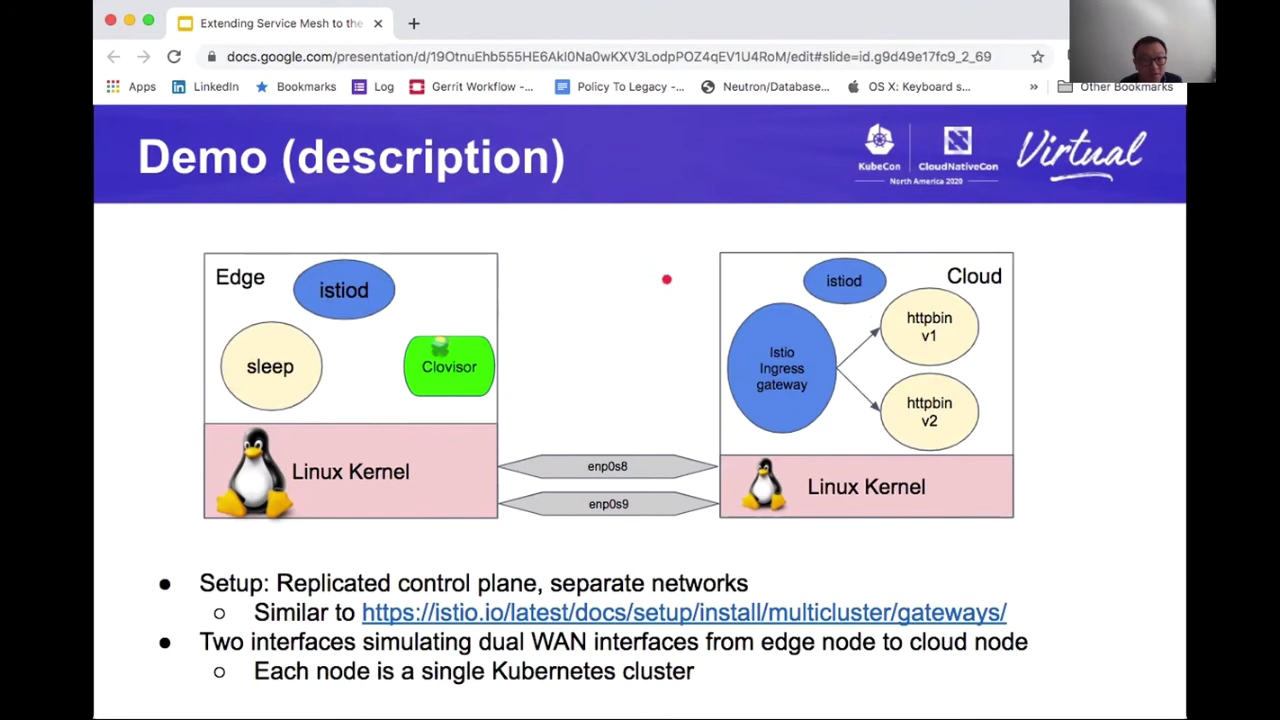 Extending Service Mesh to the
docs.google.com/presentation/d/19OtnuEhb555HE6AkI0Na0wKXV3LodpPOZ4qEV1U4RoM/edit#slide=id.g9d49e17fc9_2_69
Apps LinkedIn Bookmarks Log Gerrit Workflow -... Policy To Legacy -... Neutron/Database... OS X: Keyboard s... » Other Bookmarks
Demo (description)
KubeCon CloudNativeCon Virtual
North America 2020
Edge
istiod
sleep
Clovisor
Linux Kernel
enp0s8
enp0s9
istiod
Cloud
Istio
Ingress
gateway
httpbin
v1
httpbin
v2
Linux Kernel
● Setup: Replicated control plane, separate networks
○ Similar to https://istio.io/latest/docs/setup/install/multicluster/gateways/
● Two interfaces simulating dual WAN interfaces from edge node to cloud node
○ Each node is a single Kubernetes cluster